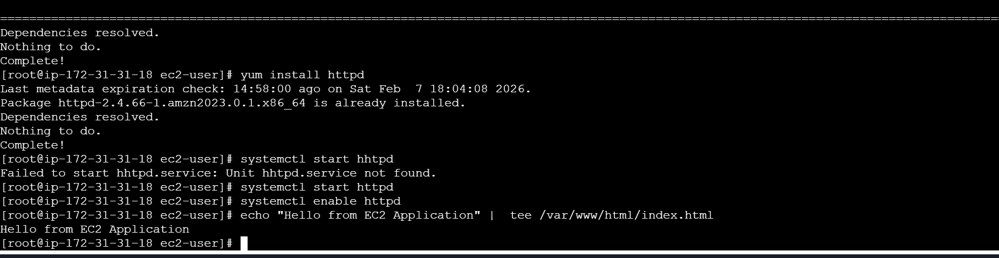 ================================================================================================================================================
Dependencies resolved.
Nothing to do.
Complete!
[root@ip-172-31-31-18 ec2-user]# yum install httpd
Last metadata expiration check: 14:58:00 ago on Sat Feb  7 18:04:08 2026.
Package httpd-2.4.66-1.amzn2023.0.1.x86_64 is already installed.
Dependencies resolved.
Nothing to do.
Complete!
[root@ip-172-31-31-18 ec2-user]# systemctl start hhtpd
Failed to start hhtpd.service: Unit hhtpd.service not found.
[root@ip-172-31-31-18 ec2-user]# systemctl start httpd
[root@ip-172-31-31-18 ec2-user]# systemctl enable httpd
[root@ip-172-31-31-18 ec2-user]# echo "Hello from EC2 Application" |  tee /var/www/html/index.html
Hello from EC2 Application
[root@ip-172-31-31-18 ec2-user]#